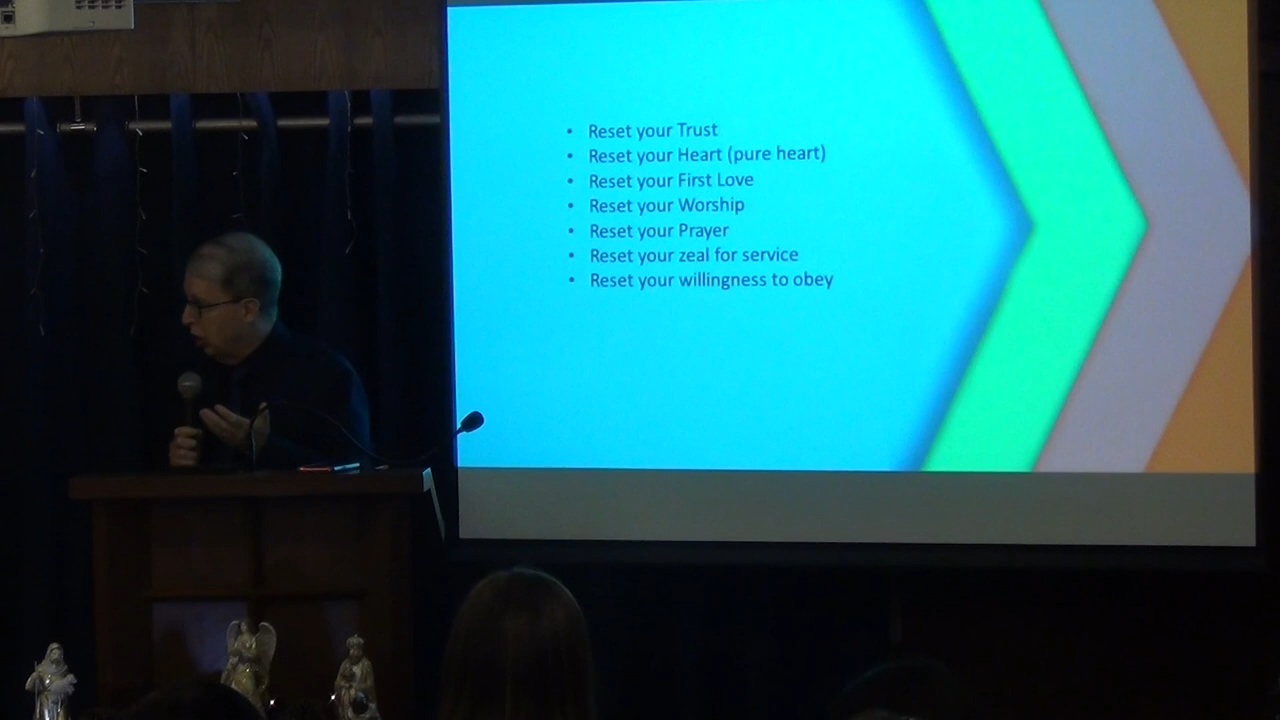 • Reset your Trust
• Reset your Heart (pure heart)
• Reset your First Love
• Reset your Worship
• Reset your Prayer
• Reset your zeal for service
• Reset your willingness to obey